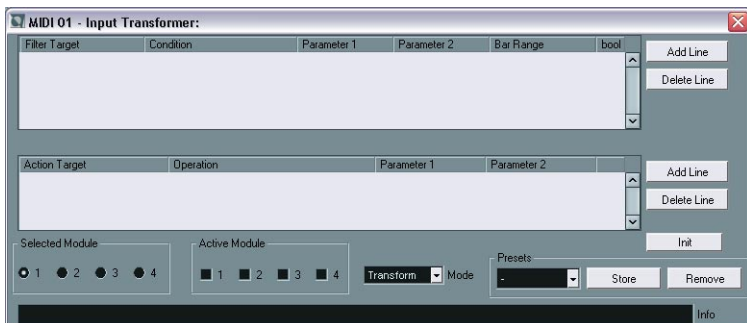 MIDI 01 - Input Transformer:
Filter Target Condition Parameter 1 Parameter 2 Bar Range bool
Add Line
Delete Line
Action Target Operation Parameter 1 Parameter 2
Add Line
Delete Line
Init
Selected Module
1 2 3 4
Active Module
1 2 3 4
Transform Mode
Presets
- Store Remove
Info